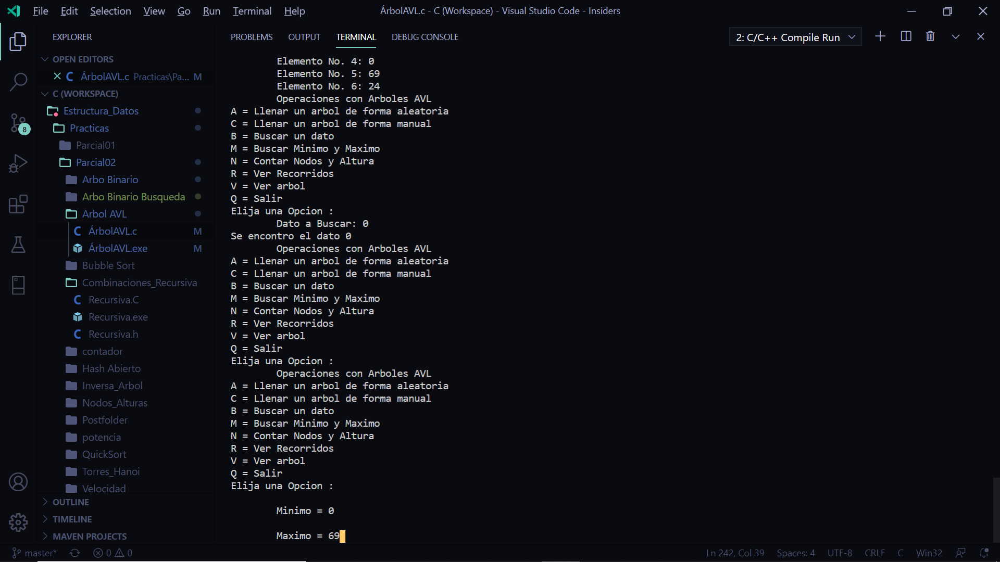 File Edit Selection View Go Run Terminal Help
ÁrbolAVL.c - C (Workspace) - Visual Studio Code - Insiders
EXPLORER
OPEN EDITORS
ÁrbolAVL.c Practicas\Pa... M
C (WORKSPACE)
Estructura_Datos
Practicas
Parcial01
Parcial02
Arbo Binario
Arbo Binario Busqueda
Arbol AVL
ÁrbolAVL.c M
ÁrbolAVL.exe M
Bubble Sort
Combinaciones_Recursiva
Recursiva.C
Recursiva.exe
Recursiva.h
contador
Hash Abierto
Inversa_Arbol
Nodos_Alturas
Postfolder
potencia
QuickSort
Torres_Hanoi
Velocidad
OUTLINE
TIMELINE
MAVEN PROJECTS
8
PROBLEMS OUTPUT TERMINAL DEBUG CONSOLE
2: C/C++ Compile Run
Elemento No. 4: 0
Elemento No. 5: 69
Elemento No. 6: 24
Operaciones con Arboles AVL
A = Llenar un arbol de forma aleatoria
C = Llenar un arbol de forma manual
B = Buscar un dato
M = Buscar Minimo y Maximo
N = Contar Nodos y Altura
R = Ver Recorridos
V = Ver arbol
Q = Salir
Elija una Opcion :
Dato a Buscar: 0
Se encontro el dato 0
Operaciones con Arboles AVL
A = Llenar un arbol de forma aleatoria
C = Llenar un arbol de forma manual
B = Buscar un dato
M = Buscar Minimo y Maximo
N = Contar Nodos y Altura
R = Ver Recorridos
V = Ver arbol
Q = Salir
Elija una Opcion :
Operaciones con Arboles AVL
A = Llenar un arbol de forma aleatoria
C = Llenar un arbol de forma manual
B = Buscar un dato
M = Buscar Minimo y Maximo
N = Contar Nodos y Altura
R = Ver Recorridos
V = Ver arbol
Q = Salir
Elija una Opcion :
Minimo = 0
Maximo = 69
master* 0 0
Ln 242, Col 39 Spaces: 4 UTF-8 CRLF C Win32